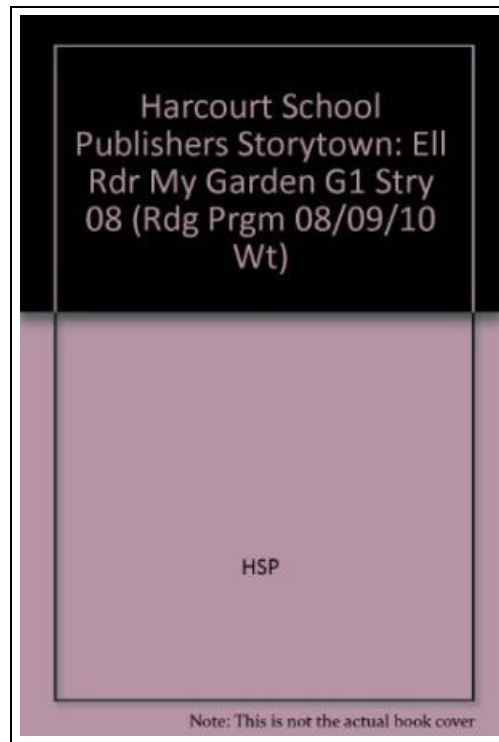 Harcourt School
Publishers Storytown: Ell
Rdr My Garden G1 Stry
08 (Rdg Prgm 08/09/10
Wt)
HSP
Note: This is not the actual book cover